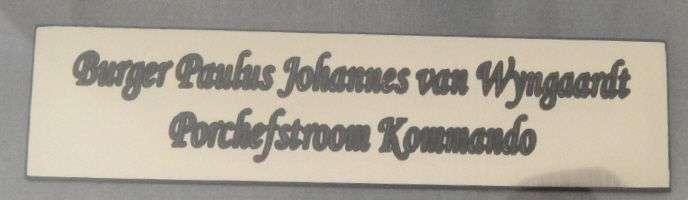 Burger Paulus Johannes van Wyngaardt
Porchefstroom Kommando